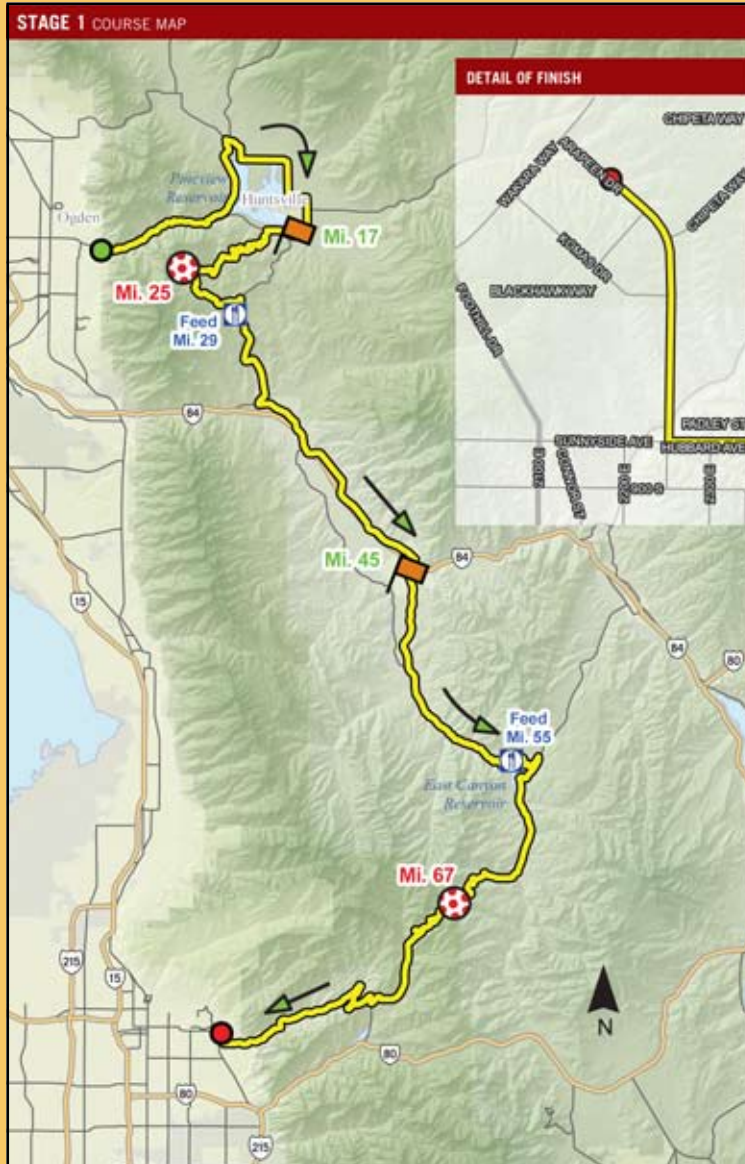 STAGE 1 COURSE MAP
DETAIL OF FINISH
CHIPETA WAY
ARAPEEN DR
WAKARA WAY
CHIPETA WAY
KOMAS DR
BLACKHAWK WAY
FOOTHILL DR
PADLEY ST
SUNNYSIDE AVE
HUBBARD AVE
900 S
Pineview
Reservoir
Huntsville
Ogden
Mi. 17
Mi. 25
Feed
Mi. 29
84
Mi. 45
84
15
84
80
Feed
Mi. 55
East Canyon
Reservoir
Mi. 67
215
15
N
80
80
215